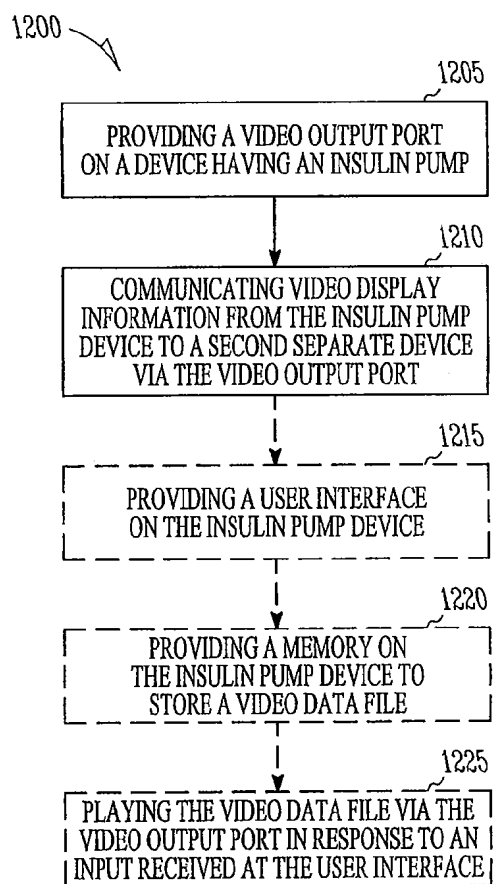 1200
1205
PROVIDING A VIDEO OUTPUT PORT
ON A DEVICE HAVING AN INSULIN PUMP
1210
COMMUNICATING VIDEO DISPLAY
INFORMATION FROM THE INSULIN PUMP
DEVICE TO A SECOND SEPARATE DEVICE
VIA THE VIDEO OUTPUT PORT
1215
PROVIDING A USER INTERFACE
ON THE INSULIN PUMP DEVICE
1220
PROVIDING A MEMORY ON
THE INSULIN PUMP DEVICE TO
STORE A VIDEO DATA FILE
1225
PLAYING THE VIDEO DATA FILE VIA THE
VIDEO OUTPUT PORT IN RESPONSE TO AN
INPUT RECEIVED AT THE USER INTERFACE